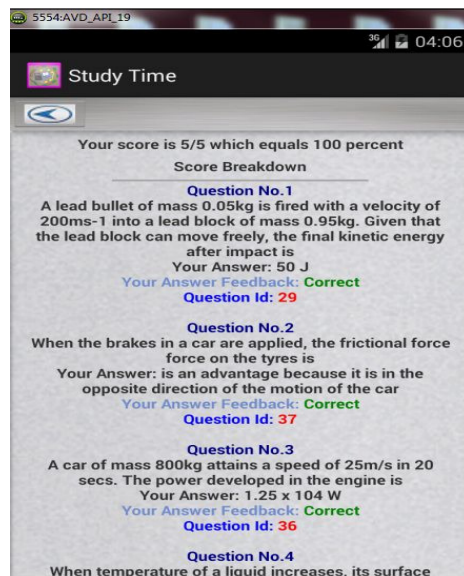 5554:AVD_API_19
3G 04:06
Study Time
Your score is 5/5 which equals 100 percent
Score Breakdown
Question No.1
A lead bullet of mass 0.05kg is fired with a velocity of
200ms-1 into a lead block of mass 0.95kg. Given that
the lead block can move freely, the final kinetic energy
after impact is
Your Answer: 50 J
Your Answer Feedback: Correct
Question Id: 29
Question No.2
When the brakes in a car are applied, the frictional force
force on the tyres is
Your Answer: is an advantage because it is in the
opposite direction of the motion of the car
Your Answer Feedback: Correct
Question Id: 37
Question No.3
A car of mass 800kg attains a speed of 25m/s in 20
secs. The power developed in the engine is
Your Answer: 1.25 x 104 W
Your Answer Feedback: Correct
Question Id: 36
Question No.4
When temperature of a liquid increases, its surface